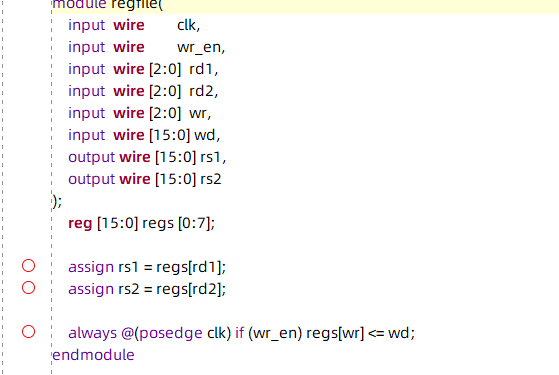 module regfile(
input wire clk,
input wire wr_en,
input wire [2:0] rd1,
input wire [2:0] rd2,
input wire [2:0] wr,
input wire [15:0] wd,
output wire [15:0] rs1,
output wire [15:0] rs2
);
reg [15:0] regs [0:7];
assign rs1 = regs[rd1];
assign rs2 = regs[rd2];
always @(posedge clk) if (wr_en) regs[wr] <= wd;
endmodule